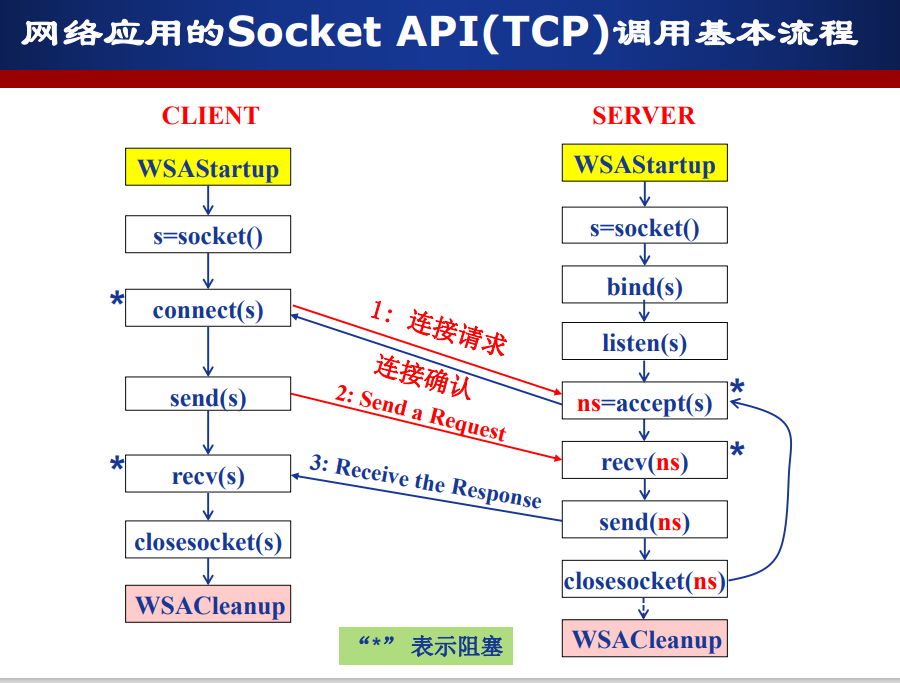 网络应用的Socket API(TCP)调用基本流程
CLIENT
WSAStartup
s=socket()
* connect(s)
send(s)
* recv(s)
closesocket(s)
WSACleanup
1: 连接请求
连接确认
2: Send a Request
3: Receive the Response
SERVER
WSAStartup
s=socket()
bind(s)
listen(s)
ns=accept(s) *
recv(ns) *
send(ns)
closesocket(ns)
WSACleanup
“*” 表示阻塞